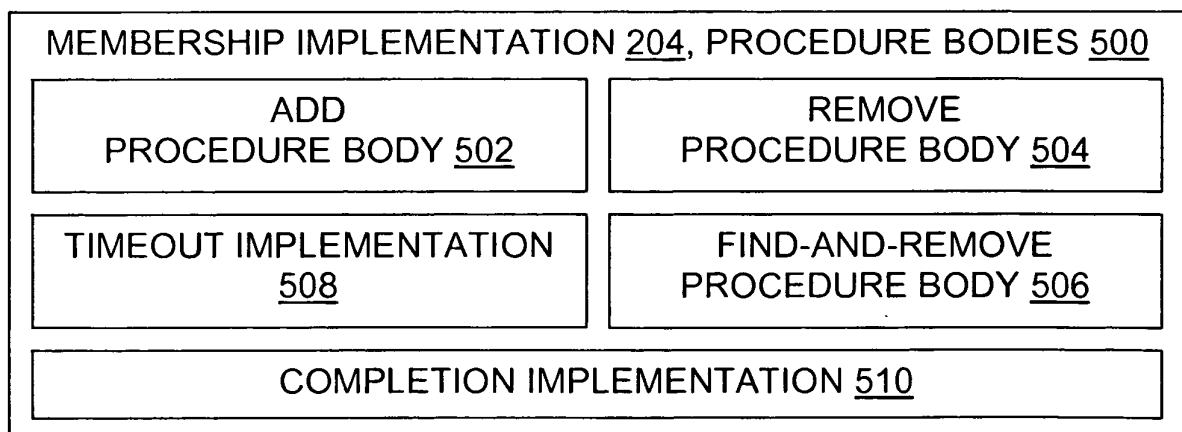 MEMBERSHIP IMPLEMENTATION 204, PROCEDURE BODIES 500
ADD
PROCEDURE BODY 502
REMOVE
PROCEDURE BODY 504
TIMEOUT IMPLEMENTATION
508
FIND-AND-REMOVE
PROCEDURE BODY 506
COMPLETION IMPLEMENTATION 510